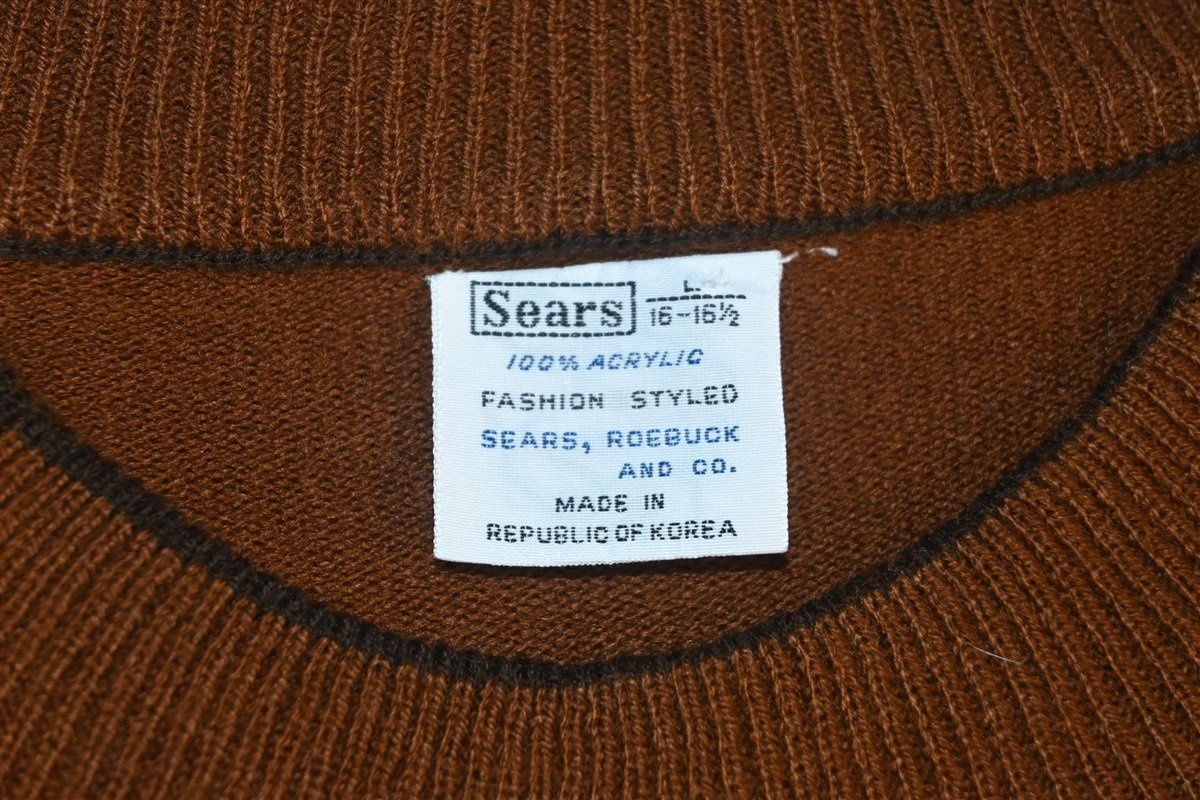 Sears
L
16-16½
100% ACRYLIC
FASHION STYLED
SEARS, ROEBUCK
AND CO.
MADE IN
REPUBLIC OF KOREA